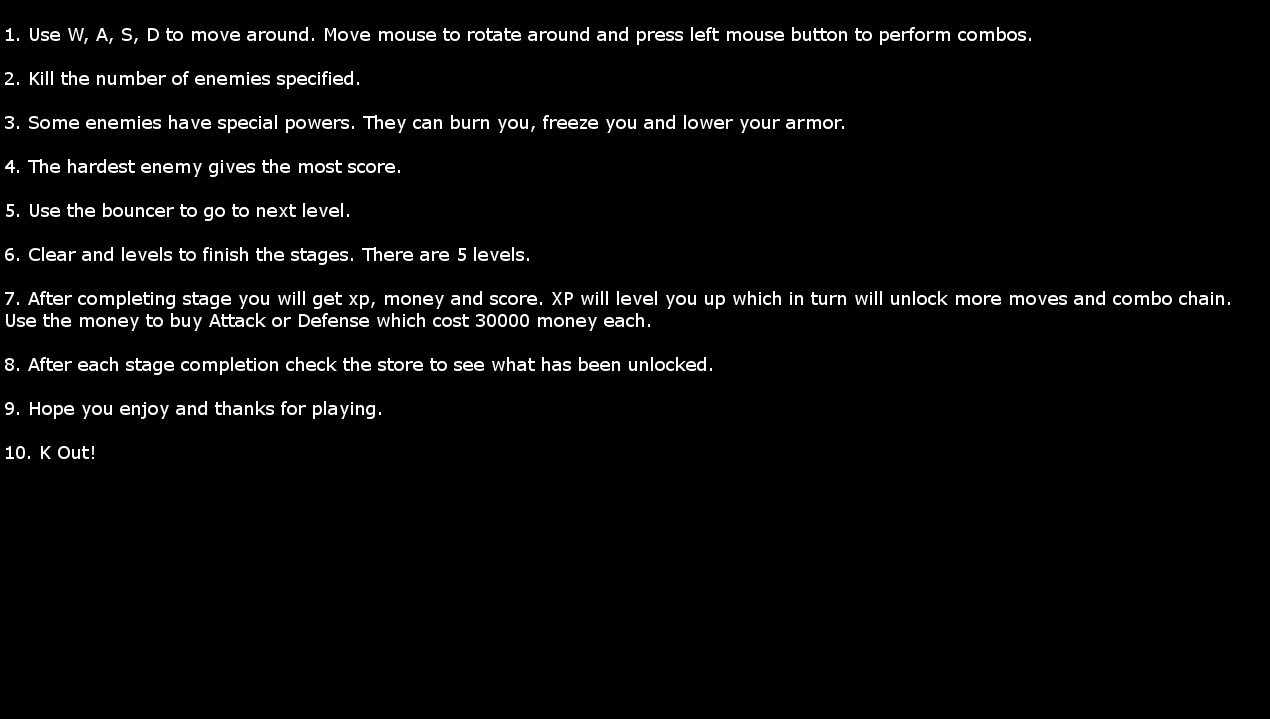 1. Use W, A, S, D to move around. Move mouse to rotate around and press left mouse button to perform combos.
2. Kill the number of enemies specified.
3. Some enemies have special powers. They can burn you, freeze you and lower your armor.
4. The hardest enemy gives the most score.
5. Use the bouncer to go to next level.
6. Clear and levels to finish the stages. There are 5 levels.
7. After completing stage you will get xp, money and score. XP will level you up which in turn will unlock more moves and combo chain.
Use the money to buy Attack or Defense which cost 30000 money each.
8. After each stage completion check the store to see what has been unlocked.
9. Hope you enjoy and thanks for playing.
10. K Out!